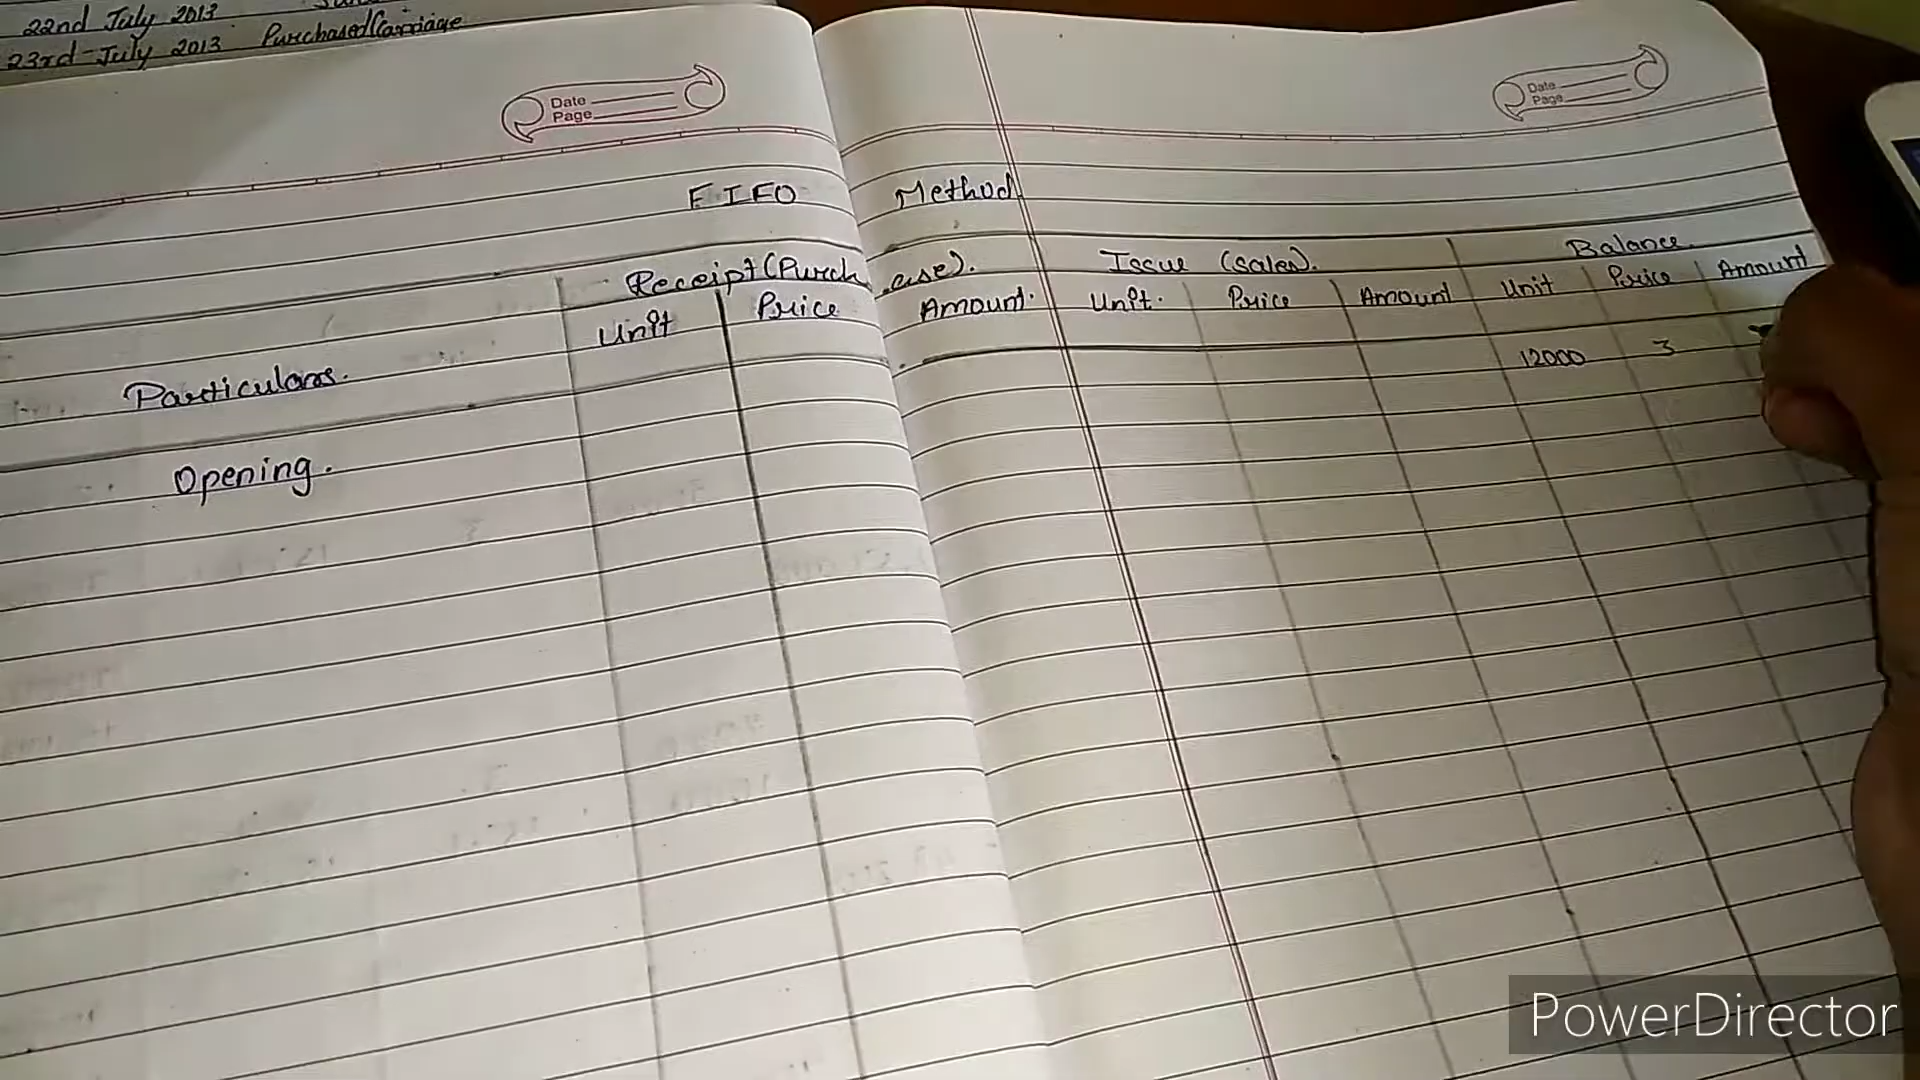 22nd July 2013
23rd July 2013 Purchased/Carriage
Date
Page
Date
Page
FIFO Method
Receipt (Purchase). Issue (Sales). Balance.
Particulars. Unit Price Amount. Unit. Price Amount Unit Price Amount
Opening. 12000 3
PowerDirector